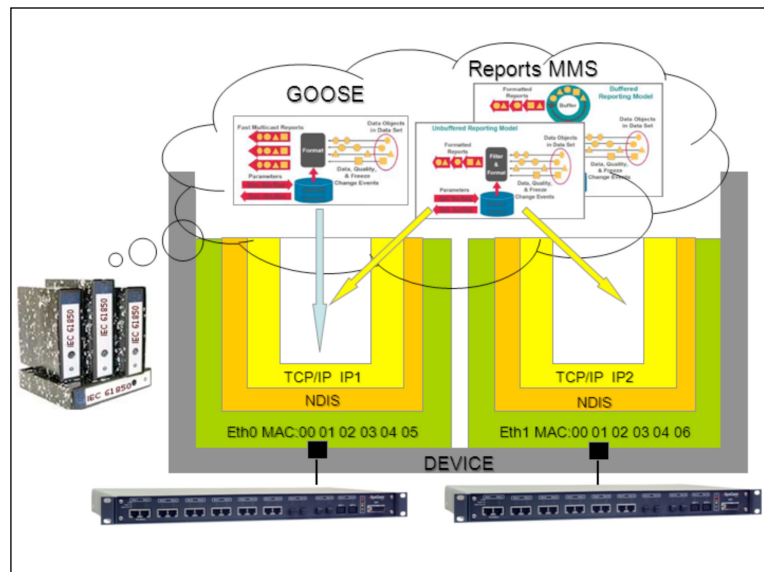 Reports MMS
GOOSE
Buffered
Reporting Model
Formatted
Reports
Buffer
Data Objects
in Data Set
Fast Multicast Reports
Format
Data Objects
in Data Set
Unbuffered Reporting Model
Formatted
Reports
Filter
&
Format
Data Objects
in Data Set
Parameters
Data, Quality,
& Freeze
Change Events
Parameters
Data, Quality,
& Freeze
Change Events
IEC 61850
IEC 61850
IEC 61850
IEC 61850
TCP/IP IP1
TCP/IP IP2
NDIS
NDIS
Eth0 MAC:00 01 02 03 04 05
Eth1 MAC:00 01 02 03 04 06
DEVICE